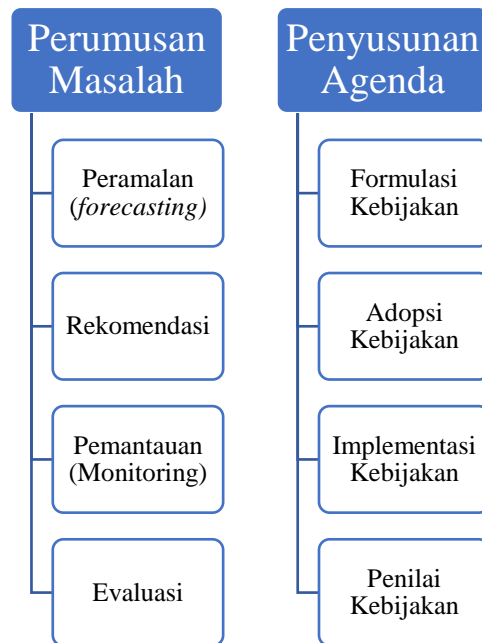 Perumusan
Masalah
Peramalan
(forecasting)
Rekomendasi
Pemantauan
(Monitoring)
Evaluasi
Penyusunan
Agenda
Formulasi
Kebijakan
Adopsi
Kebijakan
Implementasi
Kebijakan
Penilai
Kebijakan